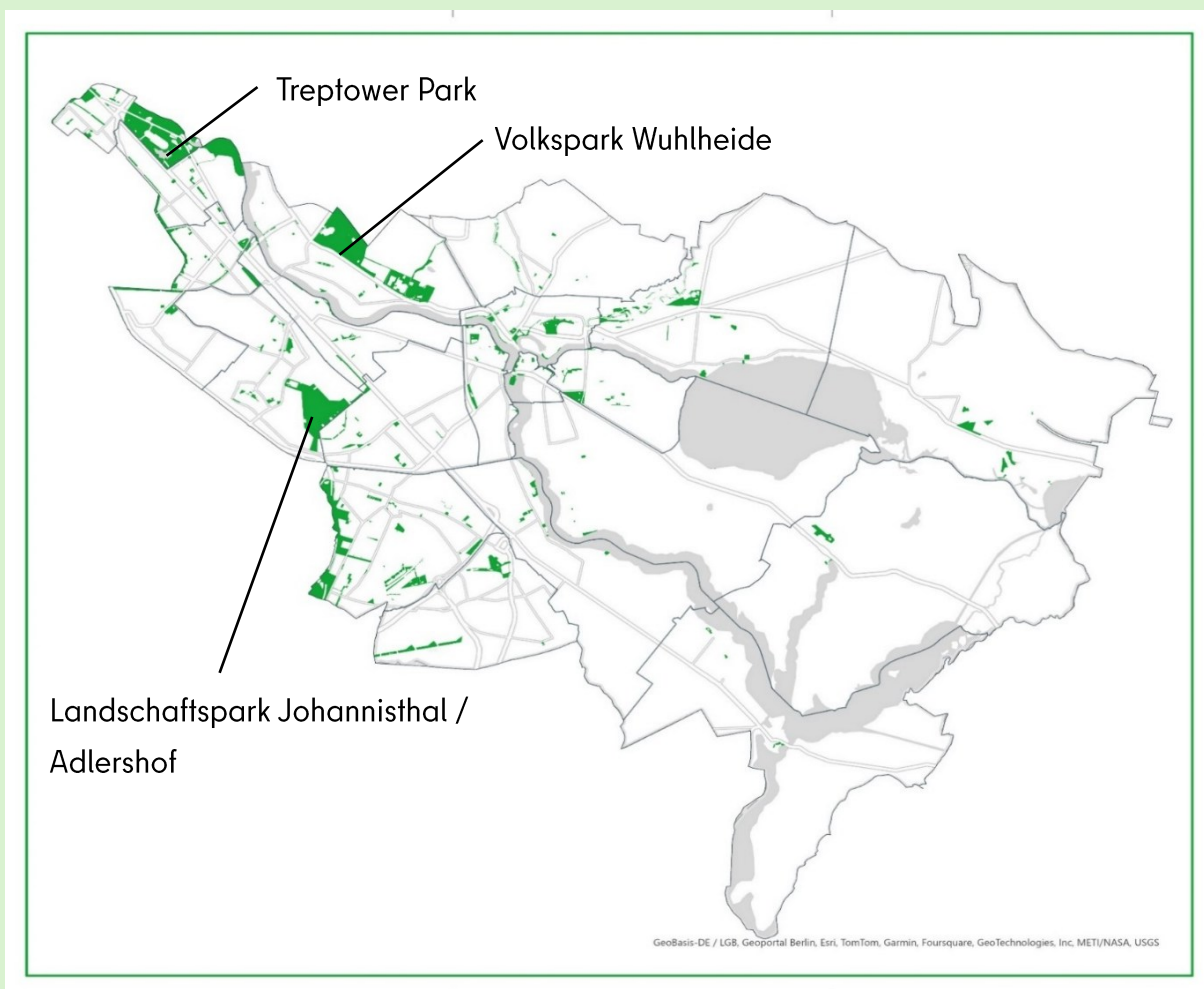 Treptower Park
Volkspark Wuhlheide
Landschaftspark Johannisthal /
Adlershof
GeoBasis-DE / LGB, Geoportal Berlin, Esri, TomTom, Garmin, Foursquare, GeoTechnologies, Inc, METI/NASA, USGS